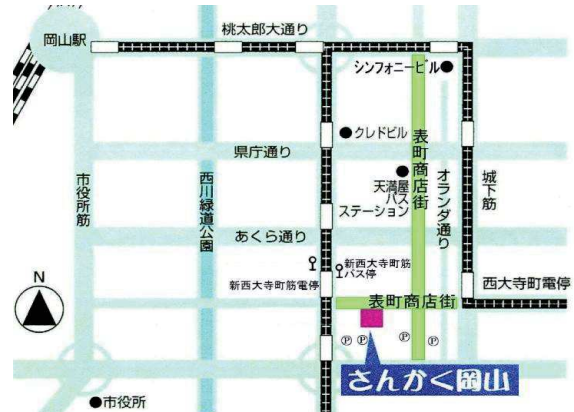 桃太郎大通り
岡山駅
シンフォニービル
クレドビル
県庁通り
表町商店街
天満屋
バス
ステーション
オランダ通り
城下筋
市役所筋
西川緑道公園
あくら通り
新西大寺町筋
バス停
新西大寺町筋電停
西大寺町電停
表町商店街
N
Ⓟ Ⓟ Ⓟ Ⓟ
さんかく岡山
市役所